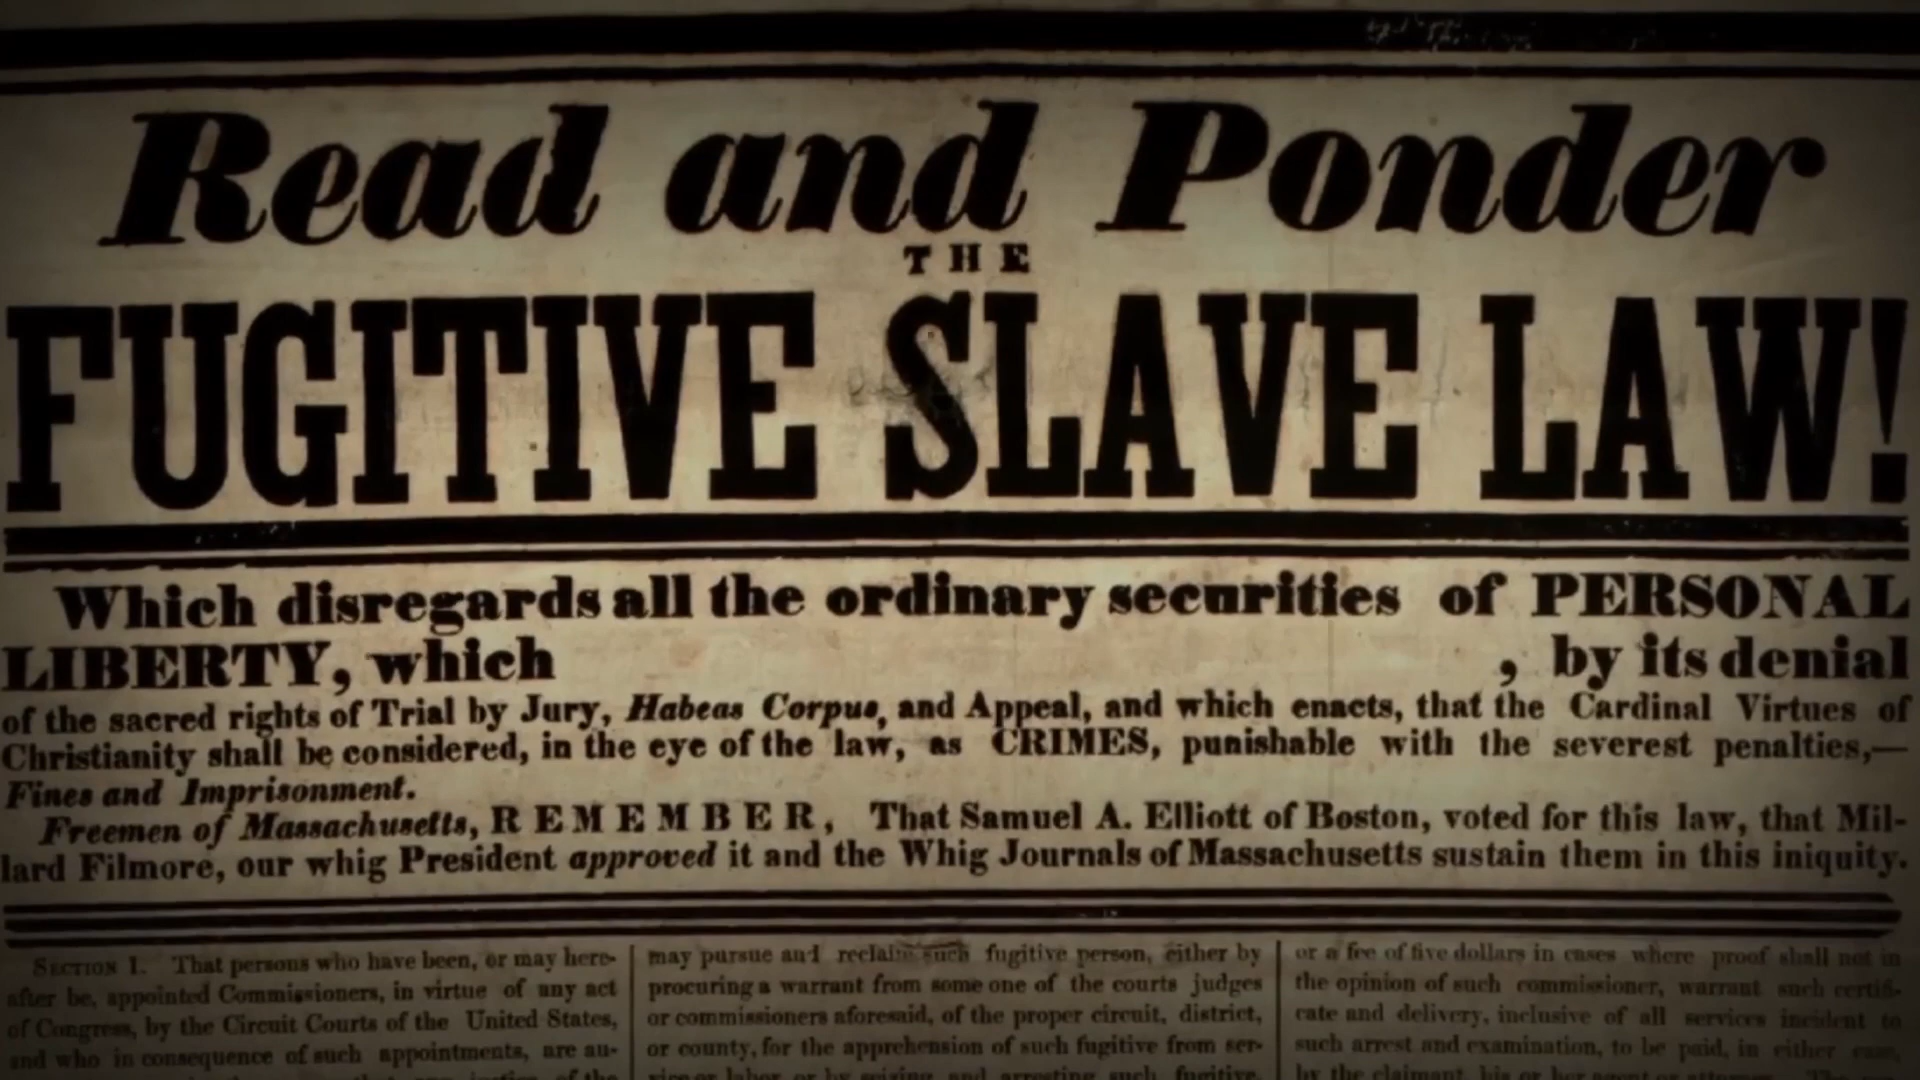 Read and Ponder
THE
FUGITIVE SLAVE LAW!
Which disregards all the ordinary securities of PERSONAL
LIBERTY, which , by its denial
of the sacred rights of Trial by Jury, Habeas Corpus, and Appeal, and which enacts, that the Cardinal Virtues of
Christianity shall be considered, in the eye of the law, as CRIMES, punishable with the severest penalties,—
Fines and Imprisonment.
Freemen of Massachusetts, REMEMBER, That Samuel A. Elliott of Boston, voted for this law, that Mil-
lard Filmore, our whig President approved it and the Whig Journals of Massachusetts sustain them in this iniquity.
SECTION 1. That persons who have been, or may here-
after be, appointed Commissioners, in virtue of any act
of Congress, by the Circuit Courts of the United States,
and who in consequence of such appointments, are au-
may pursue and reclaim such fugitive person, either by
procuring a warrant from some one of the courts judges
or commissioners aforesaid, of the proper circuit, district,
or county, for the apprehension of such fugitive from ser-
vice or labor, or by seizing and arresting such fugitive,
or a fee of five dollars in cases where proof shall not in
the opinion of such commissioner, warrant such certifi-
cate and delivery, inclusive of all services incident to
such arrest and examination, to be paid, in either case,
by the claimant, his or her agent or attorney.